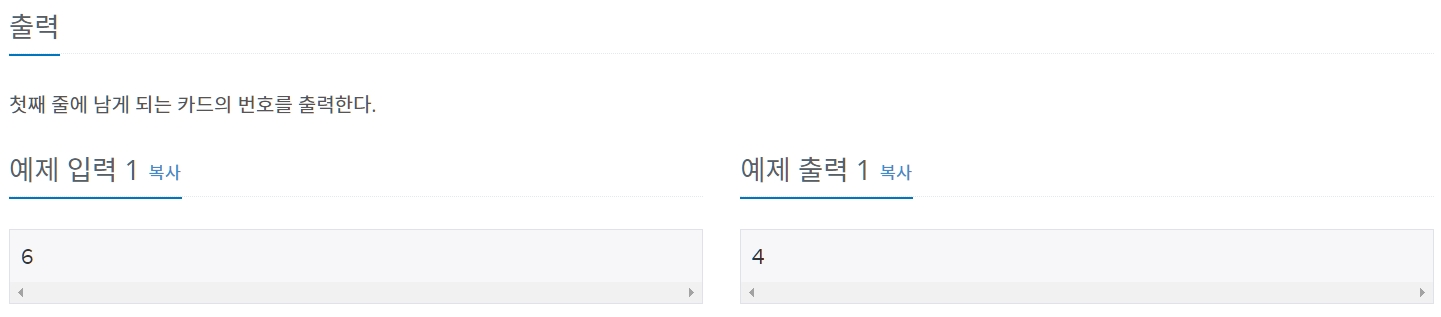 출력
첫째 줄에 남게 되는 카드의 번호를 출력한다.
예제 입력 1 복사
예제 출력 1 복사
6
4